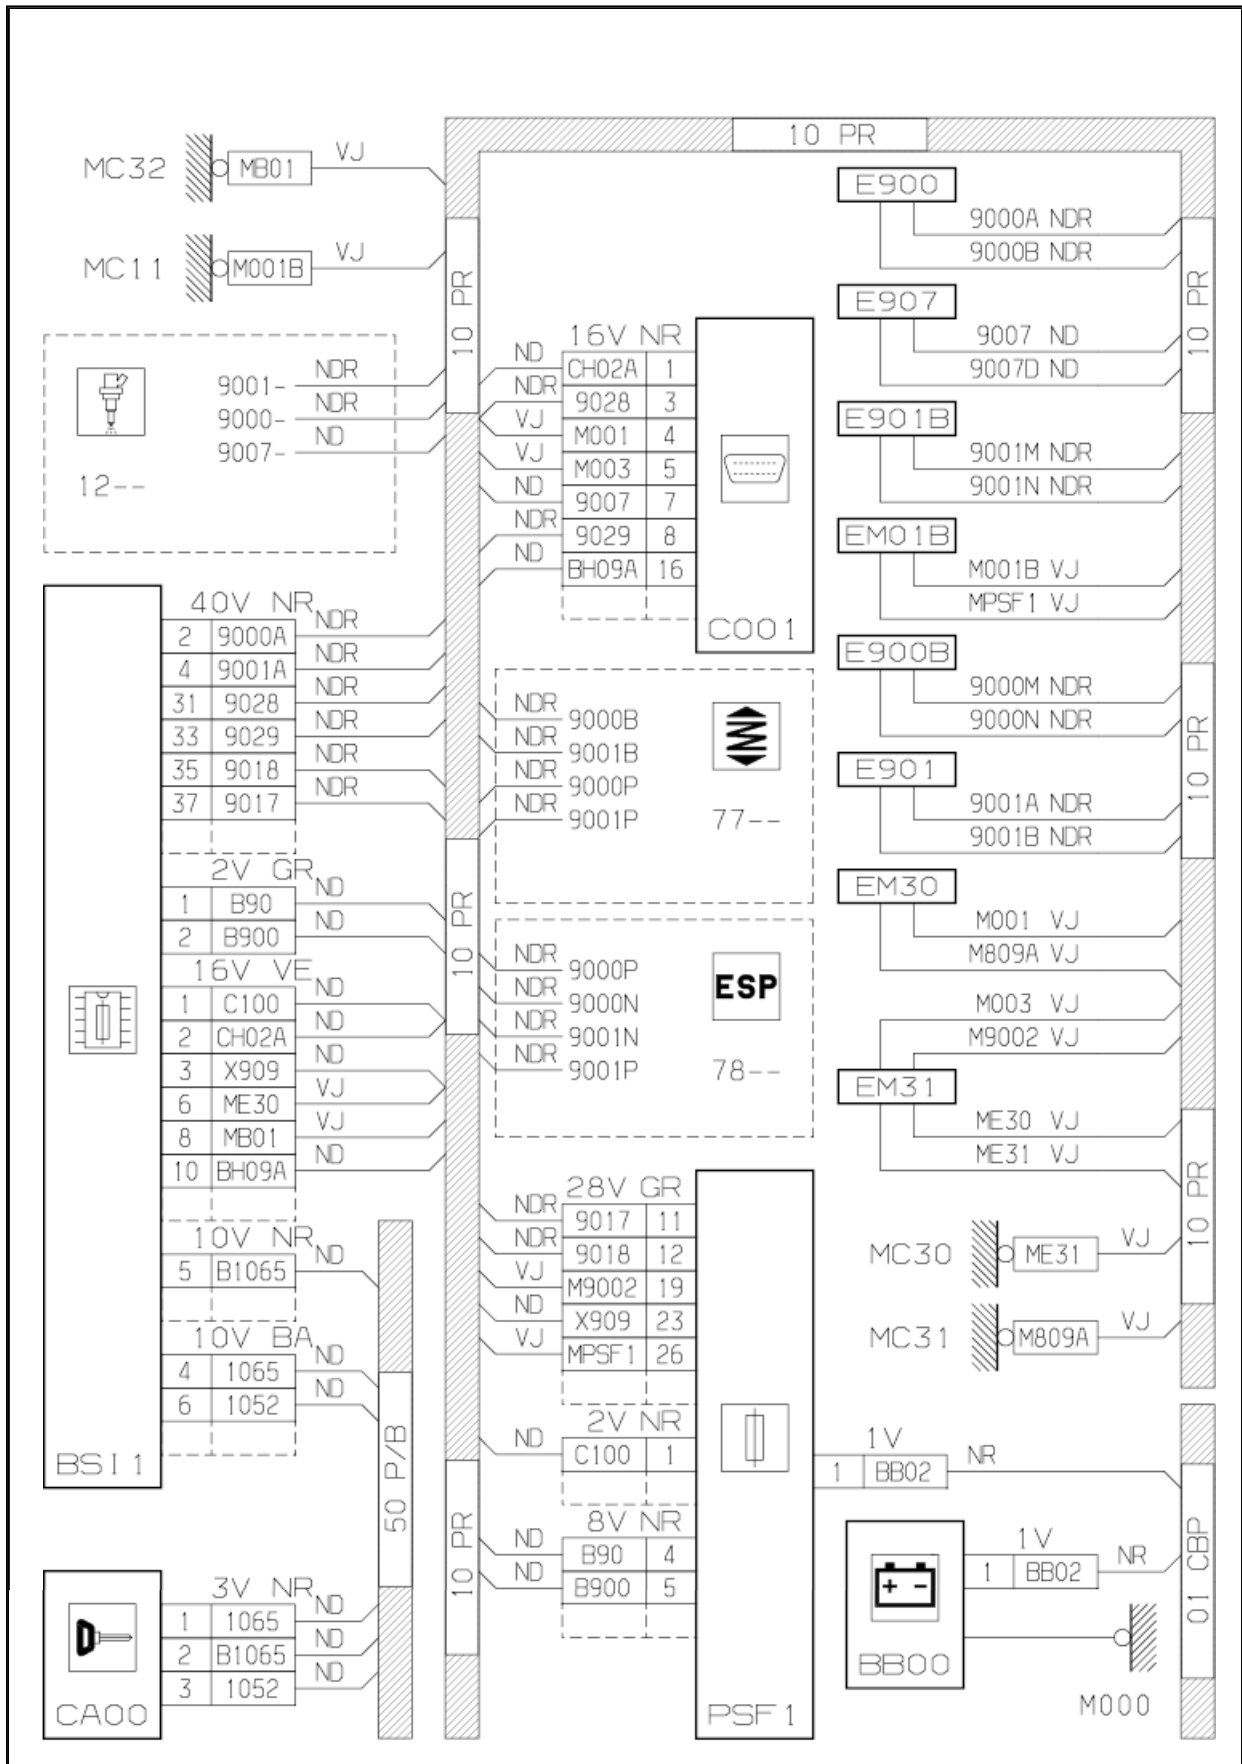 10 PR
MC32 MB01 VJ
MC11 M001B VJ
10 PR
9001- NDR
9000- NDR
9007- ND
12--
40V NR
2 9000A NDR
4 9001A NDR
31 9028 NDR
33 9029 NDR
35 9018 NDR
37 9017 NDR
2V GR
1 B90 ND
2 B900 ND
16V VE
1 C100 ND
2 CH02A ND
3 X909 ND
6 ME30 VJ
8 MB01 VJ
10 BH09A ND
10V NR
5 B1065 ND
10V BA
4 1065 ND
6 1052 ND
BSI1
50 P/B
3V NR
1 1065 ND
2 B1065 ND
3 1052 ND
CA00
10 PR
10 PR
16V NR
ND CH02A 1
NDR 9028 3
VJ M001 4
VJ M003 5
ND 9007 7
NDR 9029 8
ND BH09A 16
C001
NDR 9000B
NDR 9001B
NDR 9000P
NDR 9001P
77--
NDR 9000P
NDR 9000N
NDR 9001N
NDR 9001P
ESP
78--
28V GR
NDR 9017 11
NDR 9018 12
VJ M9002 19
ND X909 23
VJ MPSF1 26
2V NR
ND C100 1
8V NR
ND B90 4
ND B900 5
PSF1
E900
9000A NDR
9000B NDR
E907
9007 ND
9007D ND
E901B
9001M NDR
9001N NDR
EM01B
M001B VJ
MPSF1 VJ
E900B
9000M NDR
9000N NDR
E901
9001A NDR
9001B NDR
EM30
M001 VJ
M809A VJ
M003 VJ
M9002 VJ
EM31
ME30 VJ
ME31 VJ
MC30 ME31 VJ
MC31 M809A VJ
10 PR
10 PR
10 PR
1V
1 BB02 NR
1V
1 BB02 NR
BB00
M000
01 CBP